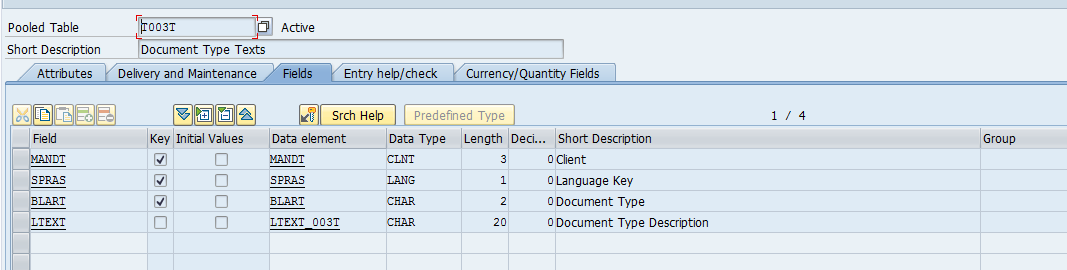 Pooled Table T003T Active
Short Description Document Type Texts
Attributes Delivery and Maintenance Fields Entry help/check Currency/Quantity Fields
Srch Help Predefined Type 1 / 4
Field Key Initial Values Data element Data Type Length Deci... Short Description Group
MANDT MANDT CLNT 3 0 Client
SPRAS SPRAS LANG 1 0 Language Key
BLART BLART CHAR 2 0 Document Type
LTEXT LTEXT_003T CHAR 20 0 Document Type Description